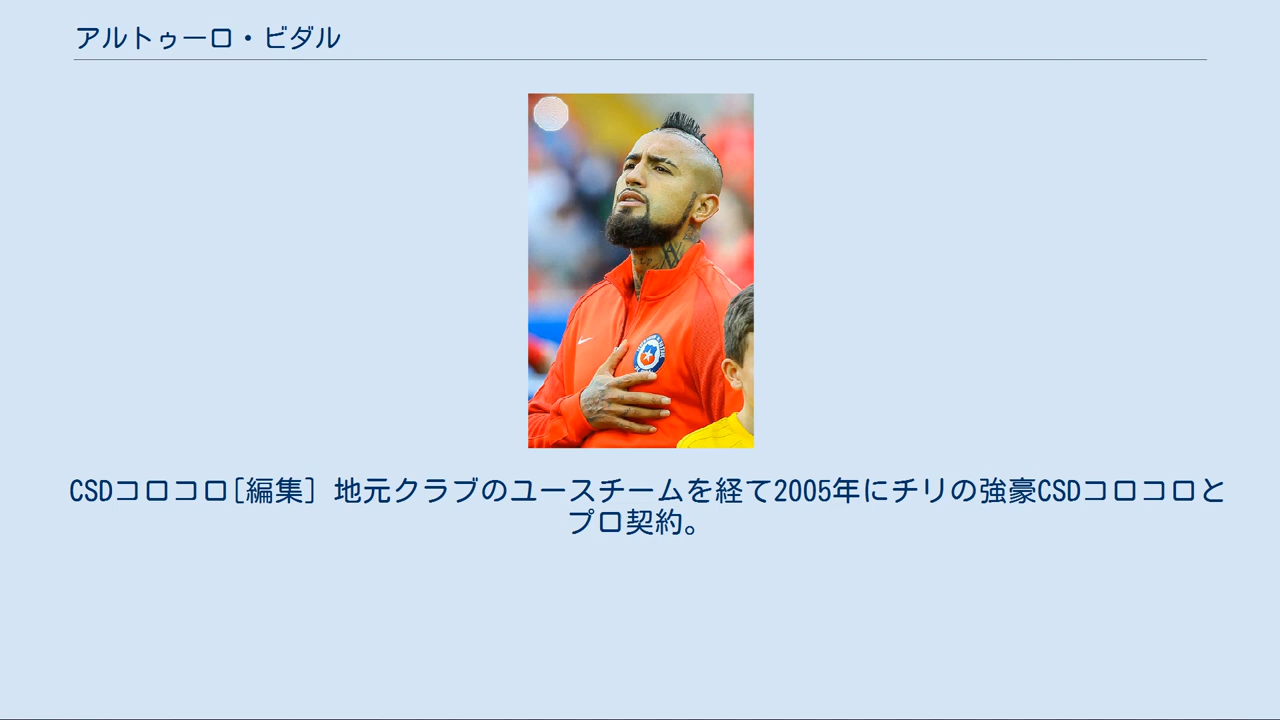 アルトゥーロ・ビダル
CSDコロコロ[編集] 地元クラブのユースチームを経て2005年にチリの強豪CSDコロコロと
プロ契約。